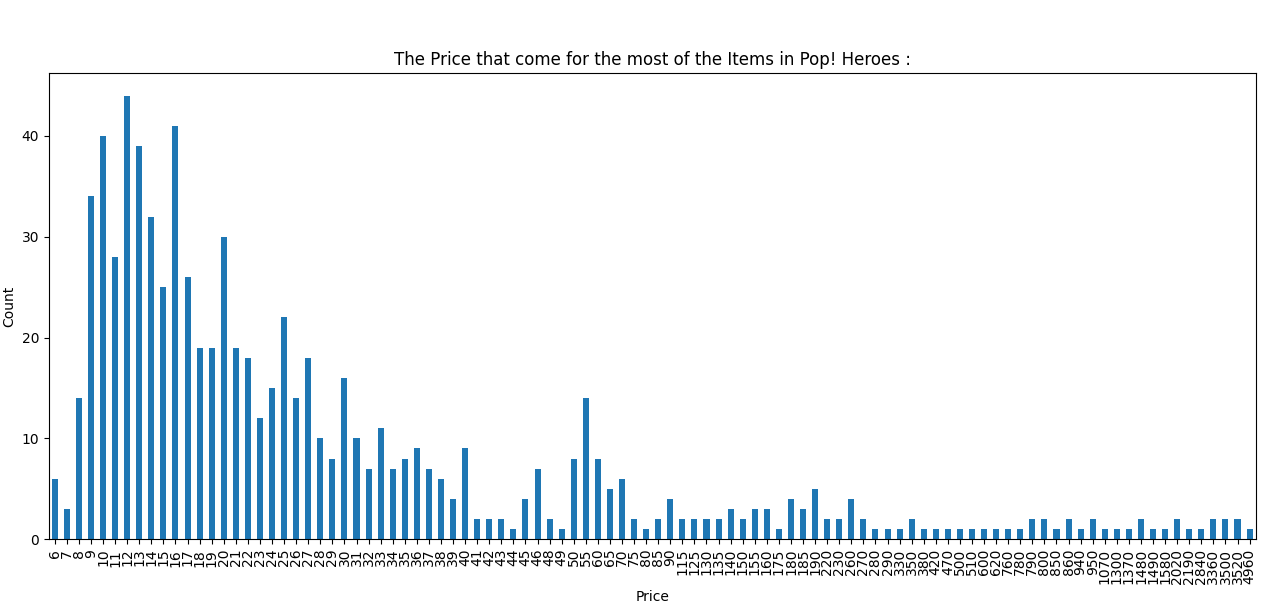 The Price that come for the most of the Items in Pop! Heroes :
Count
40
30
20
10
0
6 7 8 9 10 11 12 13 14 15 16 17 18 19 20 21 22 23 24 25 26 27 28 29 30 31 32 33 34 35 36 37 38 39 40 41 42 43 44 45 46 48 49 50 55 60 65 70 75 80 85 90 115 125 130 135 140 150 155 160 175 180 185 190 220 230 260 270 280 290 330 350 380 420 470 500 510 600 620 760 780 790 800 850 860 940 950 1070 1300 1370 1480 1490 1580 2020 2190 2840 3360 3500 3520 4960
Price